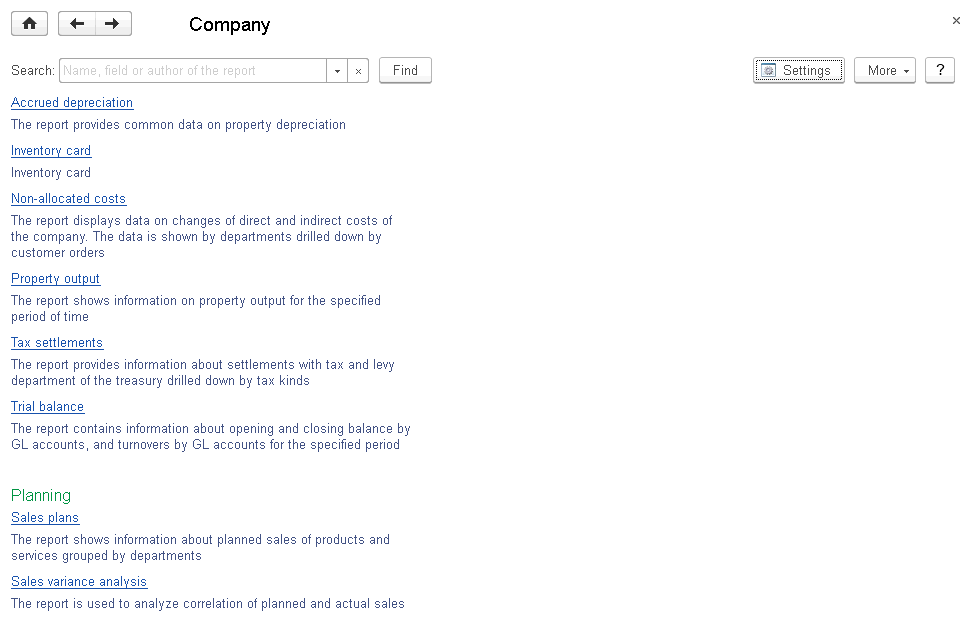 Company
Search: Name, field or author of the report
Find
Settings
More
?
Accrued depreciation
The report provides common data on property depreciation
Inventory card
Inventory card
Non-allocated costs
The report displays data on changes of direct and indirect costs of
the company. The data is shown by departments drilled down by
customer orders
Property output
The report shows information on property output for the specified
period of time
Tax settlements
The report provides information about settlements with tax and levy
department of the treasury drilled down by tax kinds
Trial balance
The report contains information about opening and closing balance by
GL accounts, and turnovers by GL accounts for the specified period
Planning
Sales plans
The report shows information about planned sales of products and
services grouped by departments
Sales variance analysis
The report is used to analyze correlation of planned and actual sales